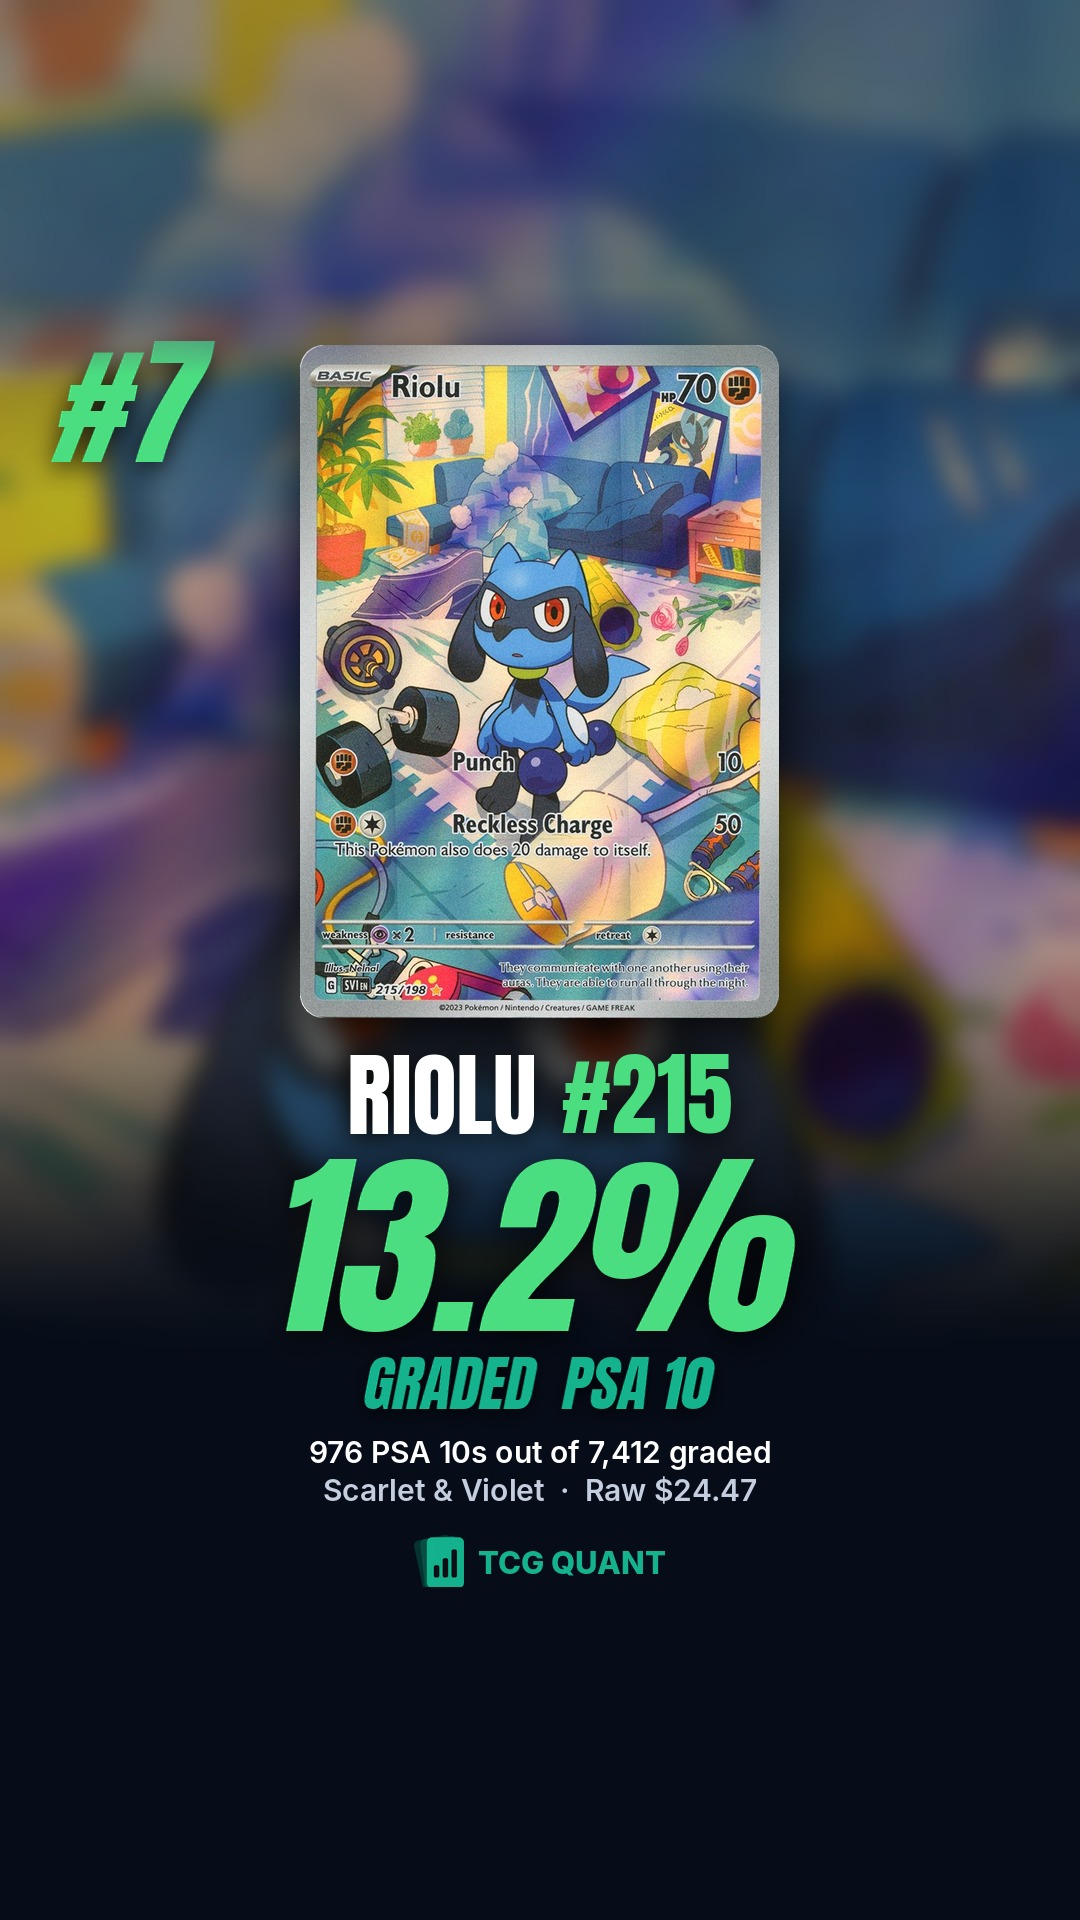 #7
BASIC Riolu HP 70
Punch 10
Reckless Charge 50
This Pokémon also does 20 damage to itself.
weakness ×2 resistance retreat
Illus. Neinal
They communicate with one another using their
auras. They are able to run all through the night.
G SVI EN 215/198
©2023 Pokémon / Nintendo / Creatures / GAME FREAK
RIOLU #215
13.2%
GRADED PSA 10
976 PSA 10s out of 7,412 graded
Scarlet & Violet · Raw $24.47
TCG QUANT